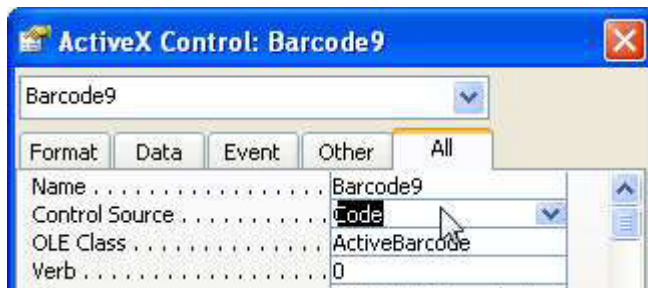 ActiveX Control: Barcode9
Barcode9
Format Data Event Other All
Name . . . . . . . . . . . . . . . . . . Barcode9
Control Source . . . . . . . . . . . Code
OLE Class . . . . . . . . . . . . . . . ActiveBarcode
Verb . . . . . . . . . . . . . . . . . . . 0